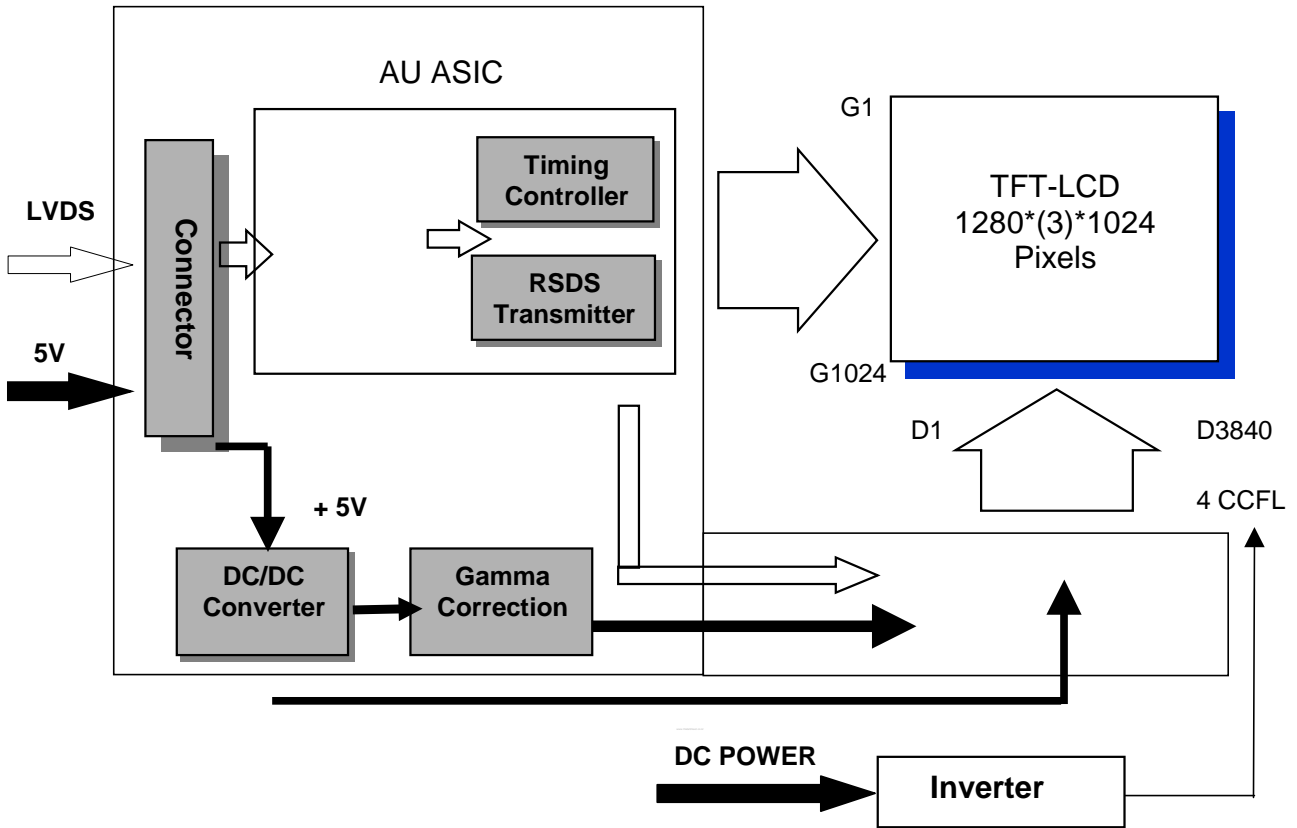 AU ASIC
LVDS
5V
Connector
Timing
Controller
RSDS
Transmitter
G1
TFT-LCD
1280*(3)*1024
Pixels
G1024
D1
D3840
4 CCFL
+ 5V
DC/DC
Converter
Gamma
Correction
DC POWER
Inverter